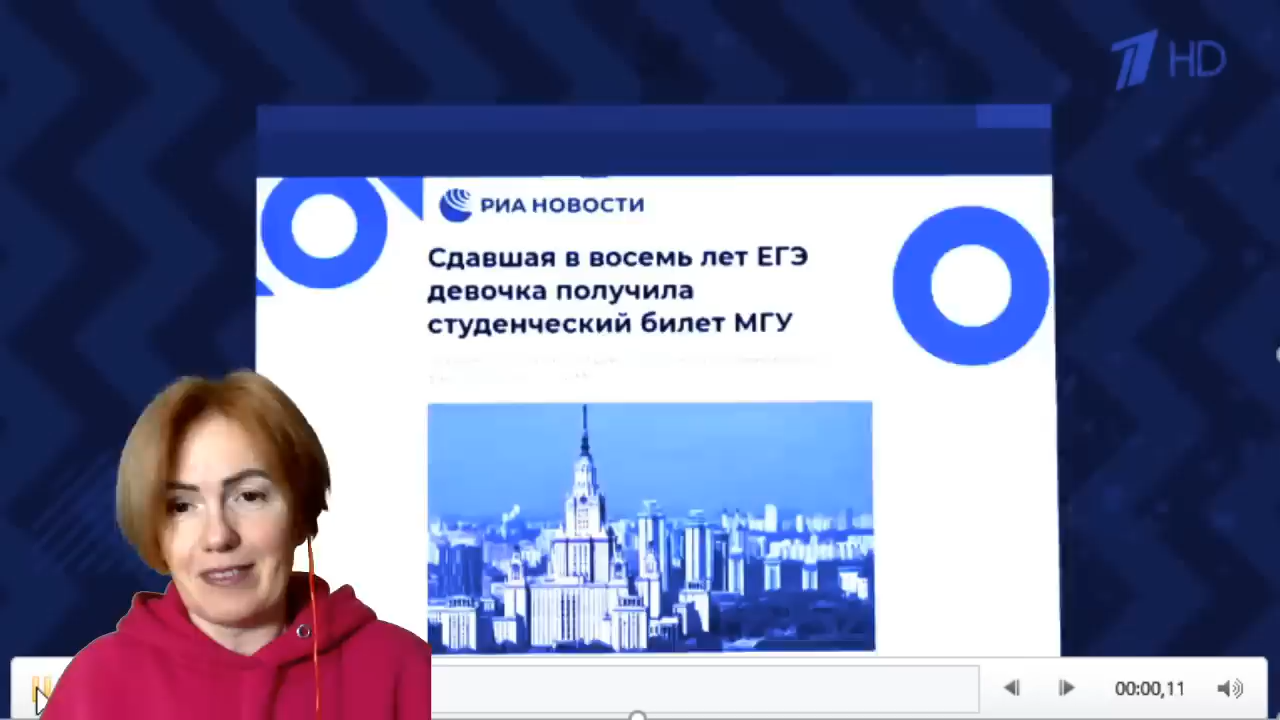 HD
РИА НОВОСТИ
Сдавшая в восемь лет ЕГЭ
девочка получила
студенческий билет МГУ
00:00,11